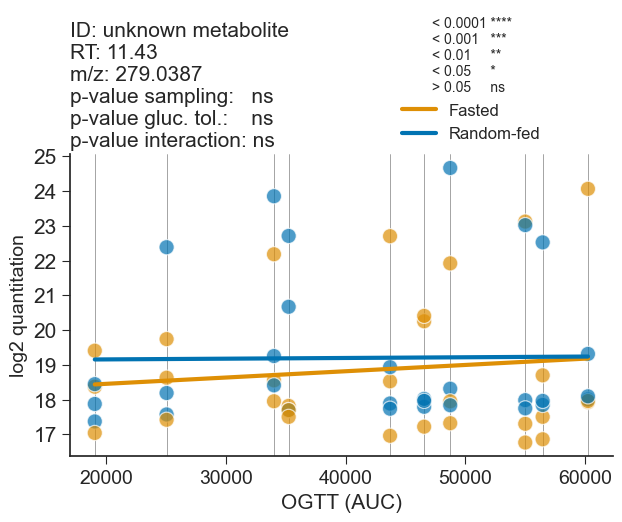 ID: unknown metabolite
RT: 11.43
m/z: 279.0387
p-value sampling: ns
p-value gluc. tol.: ns
p-value interaction: ns
< 0.0001 ****
< 0.001 ***
< 0.01 **
< 0.05 *
> 0.05 ns
Fasted
Random-fed
25
24
23
22
21
20
19
18
17
log2 quantitation
20000 30000 40000 50000 60000
OGTT (AUC)